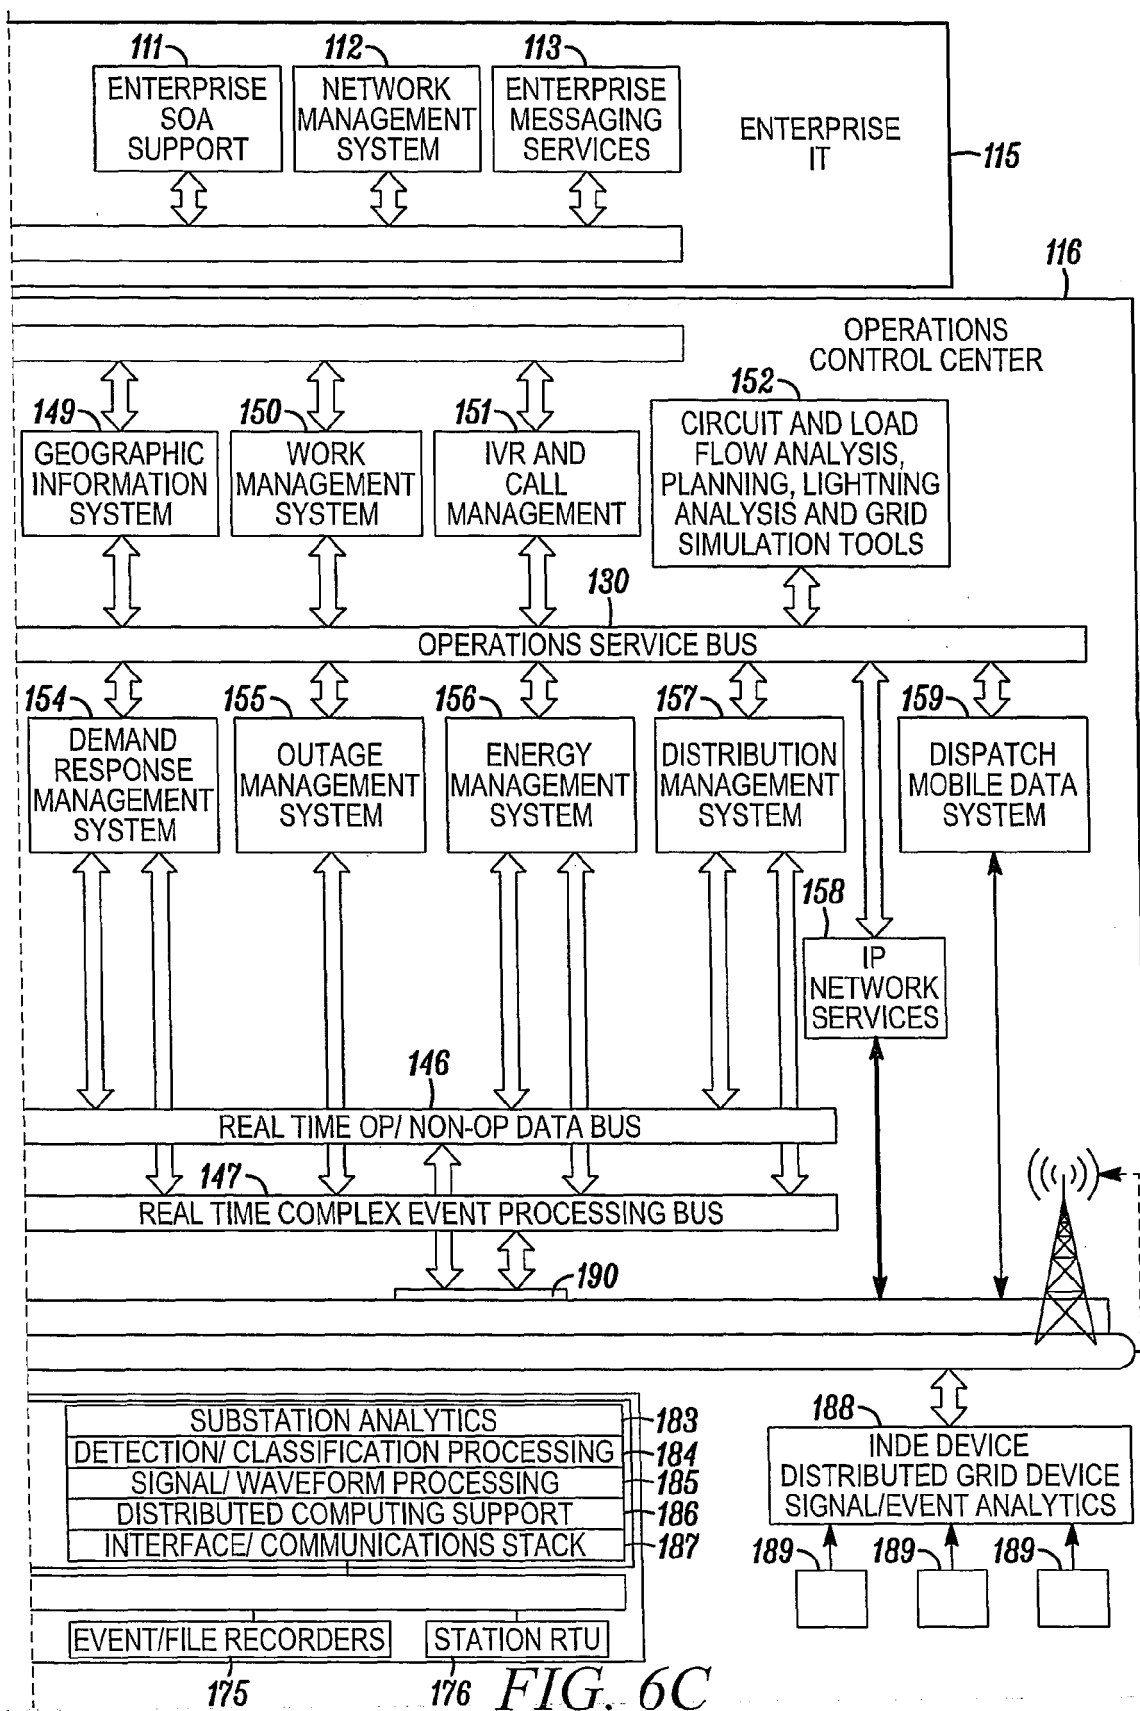 111
112
113
ENTERPRISE
SOA
SUPPORT
NETWORK
MANAGEMENT
SYSTEM
ENTERPRISE
MESSAGING
SERVICES
ENTERPRISE
IT
115
116
OPERATIONS
CONTROL CENTER
149
150
151
152
GEOGRAPHIC
INFORMATION
SYSTEM
WORK
MANAGEMENT
SYSTEM
IVR AND
CALL
MANAGEMENT
CIRCUIT AND LOAD
FLOW ANALYSIS,
PLANNING, LIGHTNING
ANALYSIS AND GRID
SIMULATION TOOLS
130
OPERATIONS SERVICE BUS
154
155
156
157
159
DEMAND
RESPONSE
MANAGEMENT
SYSTEM
OUTAGE
MANAGEMENT
SYSTEM
ENERGY
MANAGEMENT
SYSTEM
DISTRIBUTION
MANAGEMENT
SYSTEM
DISPATCH
MOBILE DATA
SYSTEM
158
IP
NETWORK
SERVICES
146
REAL TIME OP/ NON-OP DATA BUS
147
REAL TIME COMPLEX EVENT PROCESSING BUS
190
SUBSTATION ANALYTICS
183
DETECTION/ CLASSIFICATION PROCESSING
184
SIGNAL/ WAVEFORM PROCESSING
185
DISTRIBUTED COMPUTING SUPPORT
186
INTERFACE/ COMMUNICATIONS STACK
187
188
INDE DEVICE
DISTRIBUTED GRID DEVICE
SIGNAL/EVENT ANALYTICS
189
189
189
EVENT/FILE RECORDERS
STATION RTU
175
176
FIG. 6C